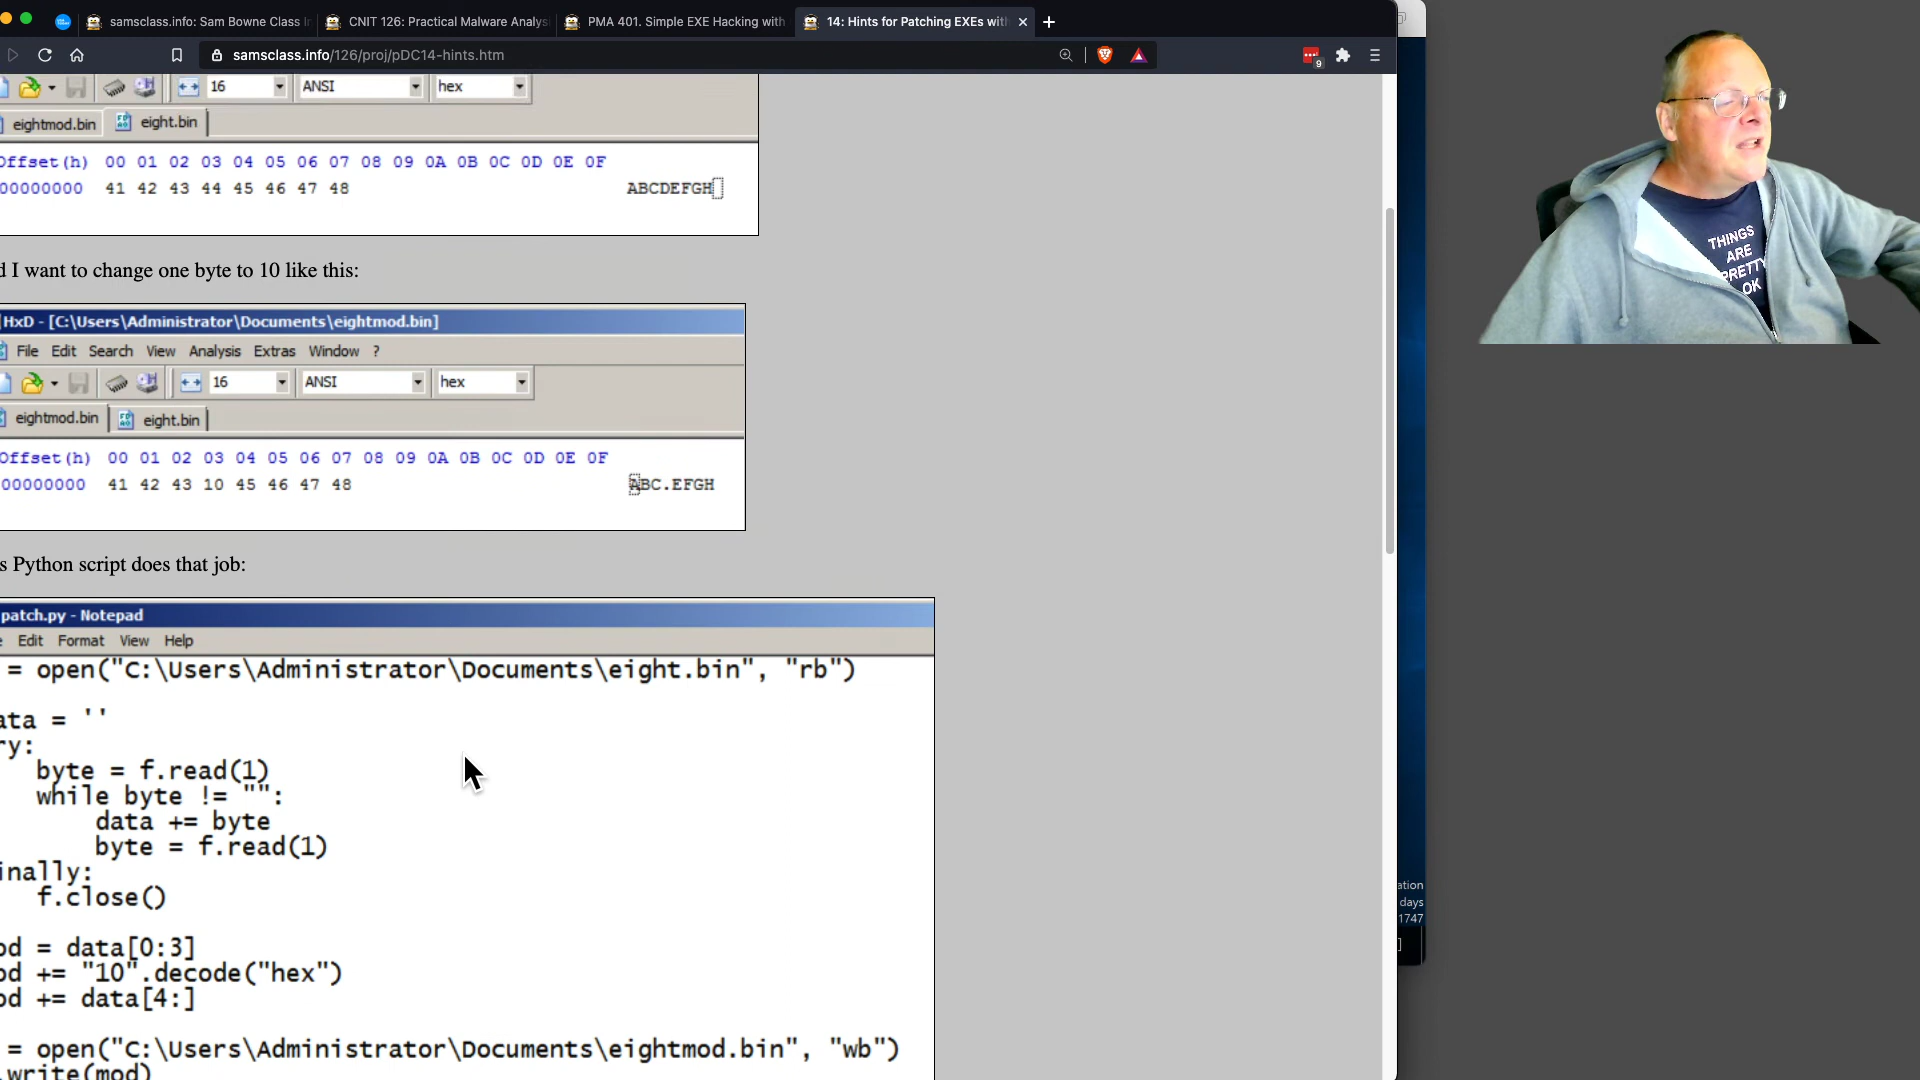 samsclass.info: Sam Bowne Class I
CNIT 126: Practical Malware Analys
PMA 401. Simple EXE Hacking with
14: Hints for Patching EXEs with
samsclass.info/126/proj/pDC14-hints.htm
9
16 ANSI hex
eightmod.bin eight.bin
Offset(h) 00 01 02 03 04 05 06 07 08 09 0A 0B 0C 0D 0E 0F
00000000 41 42 43 44 45 46 47 48 ABCDEFGH
d I want to change one byte to 10 like this:
HxD - [C:\Users\Administrator\Documents\eightmod.bin]
File Edit Search View Analysis Extras Window ?
16 ANSI hex
eightmod.bin eight.bin
Offset(h) 00 01 02 03 04 05 06 07 08 09 0A 0B 0C 0D 0E 0F
00000000 41 42 43 10 45 46 47 48 ABC.EFGH
s Python script does that job:
patch.py - Notepad
e Edit Format View Help
= open("C:\Users\Administrator\Documents\eight.bin", "rb")
ata = ''
ry:
byte = f.read(1)
while byte != "":
data += byte
byte = f.read(1)
inally:
f.close()
od = data[0:3]
od += "10".decode("hex")
od += data[4:]
= open("C:\Users\Administrator\Documents\eightmod.bin", "wb")
.write(mod)
THINGS
ARE
PRETTY
OK
ation
days
1747